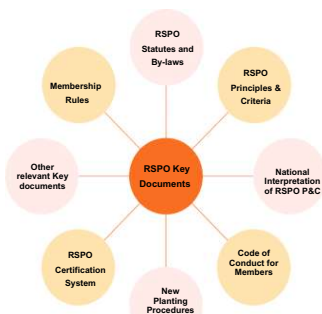 RSPO
Statutes and
By-laws
RSPO
Principles &
Criteria
Membership
Rules
Other
relevant Key
documents
RSPO Key
Documents
National
Interpretation
of RSPO P&C
RSPO
Certification
System
Code of
Conduct for
Members
New
Planting
Procedures